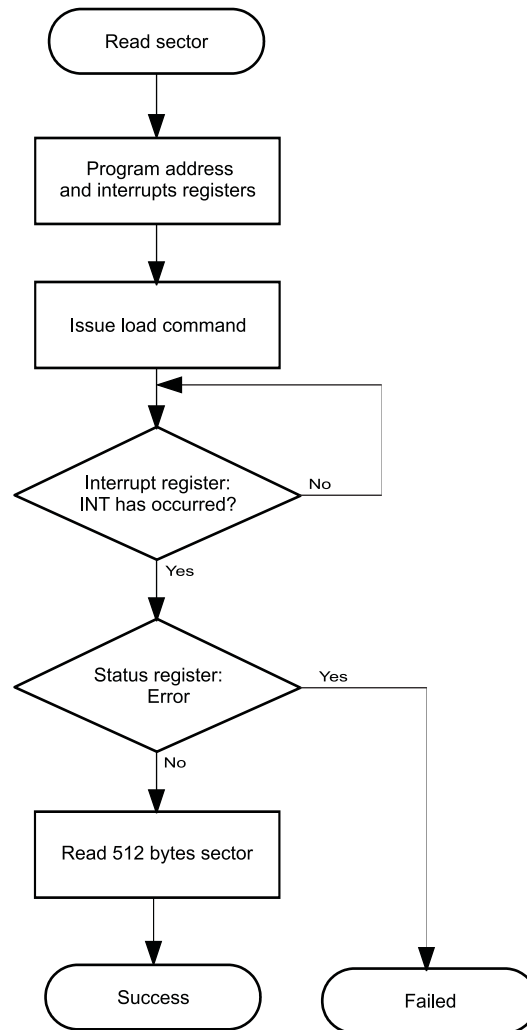 Read sector
Program address
and interrupts registers
Issue load command
Interrupt register:
INT has occurred?
No
Yes
Status register:
Error
Yes
No
Read 512 bytes sector
Success
Failed